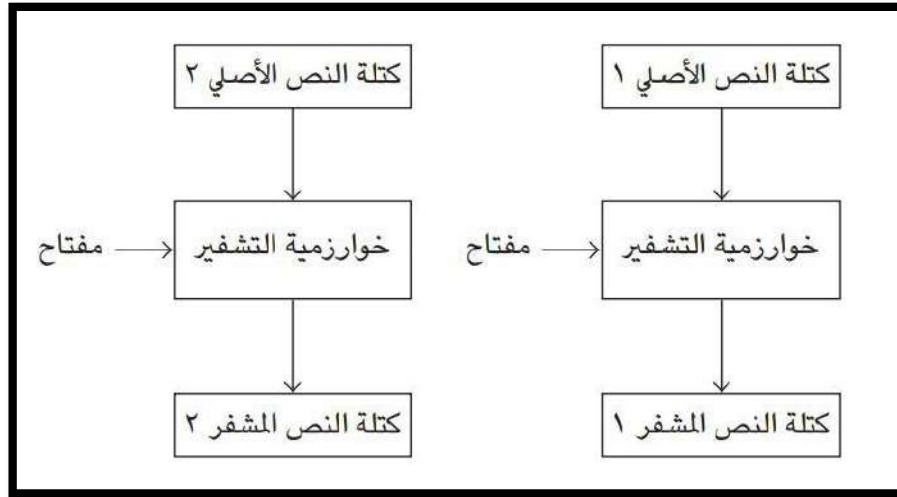 كتلة النص الأصلي ١
كتلة النص الأصلي ٢
خوارزمية التشفير
مفتاح
خوارزمية التشفير
مفتاح
كتلة النص المشفر ١
كتلة النص المشفر ٢